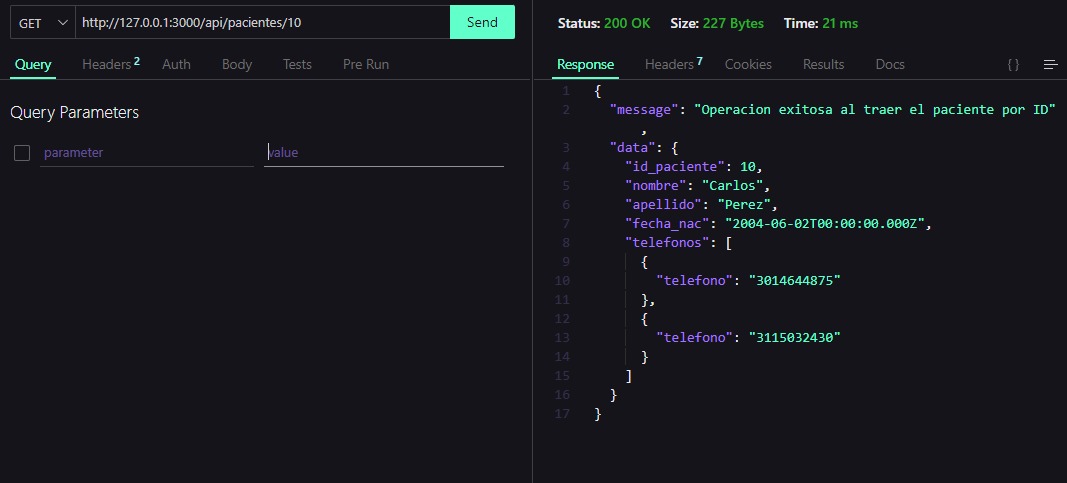 GET http://127.0.0.1:3000/api/pacientes/10 Send
Query Headers 2 Auth Body Tests Pre Run
Query Parameters
parameter value
Status: 200 OK Size: 227 Bytes Time: 21 ms
Response Headers 7 Cookies Results Docs { }
1 {
2 "message": "Operacion exitosa al traer el paciente por ID"
,
3 "data": {
4 "id_paciente": 10,
5 "nombre": "Carlos",
6 "apellido": "Perez",
7 "fecha_nac": "2004-06-02T00:00:00.000Z",
8 "telefonos": [
9 {
10 "telefono": "3014644875"
11 },
12 {
13 "telefono": "3115032430"
14 }
15 ]
16 }
17 }